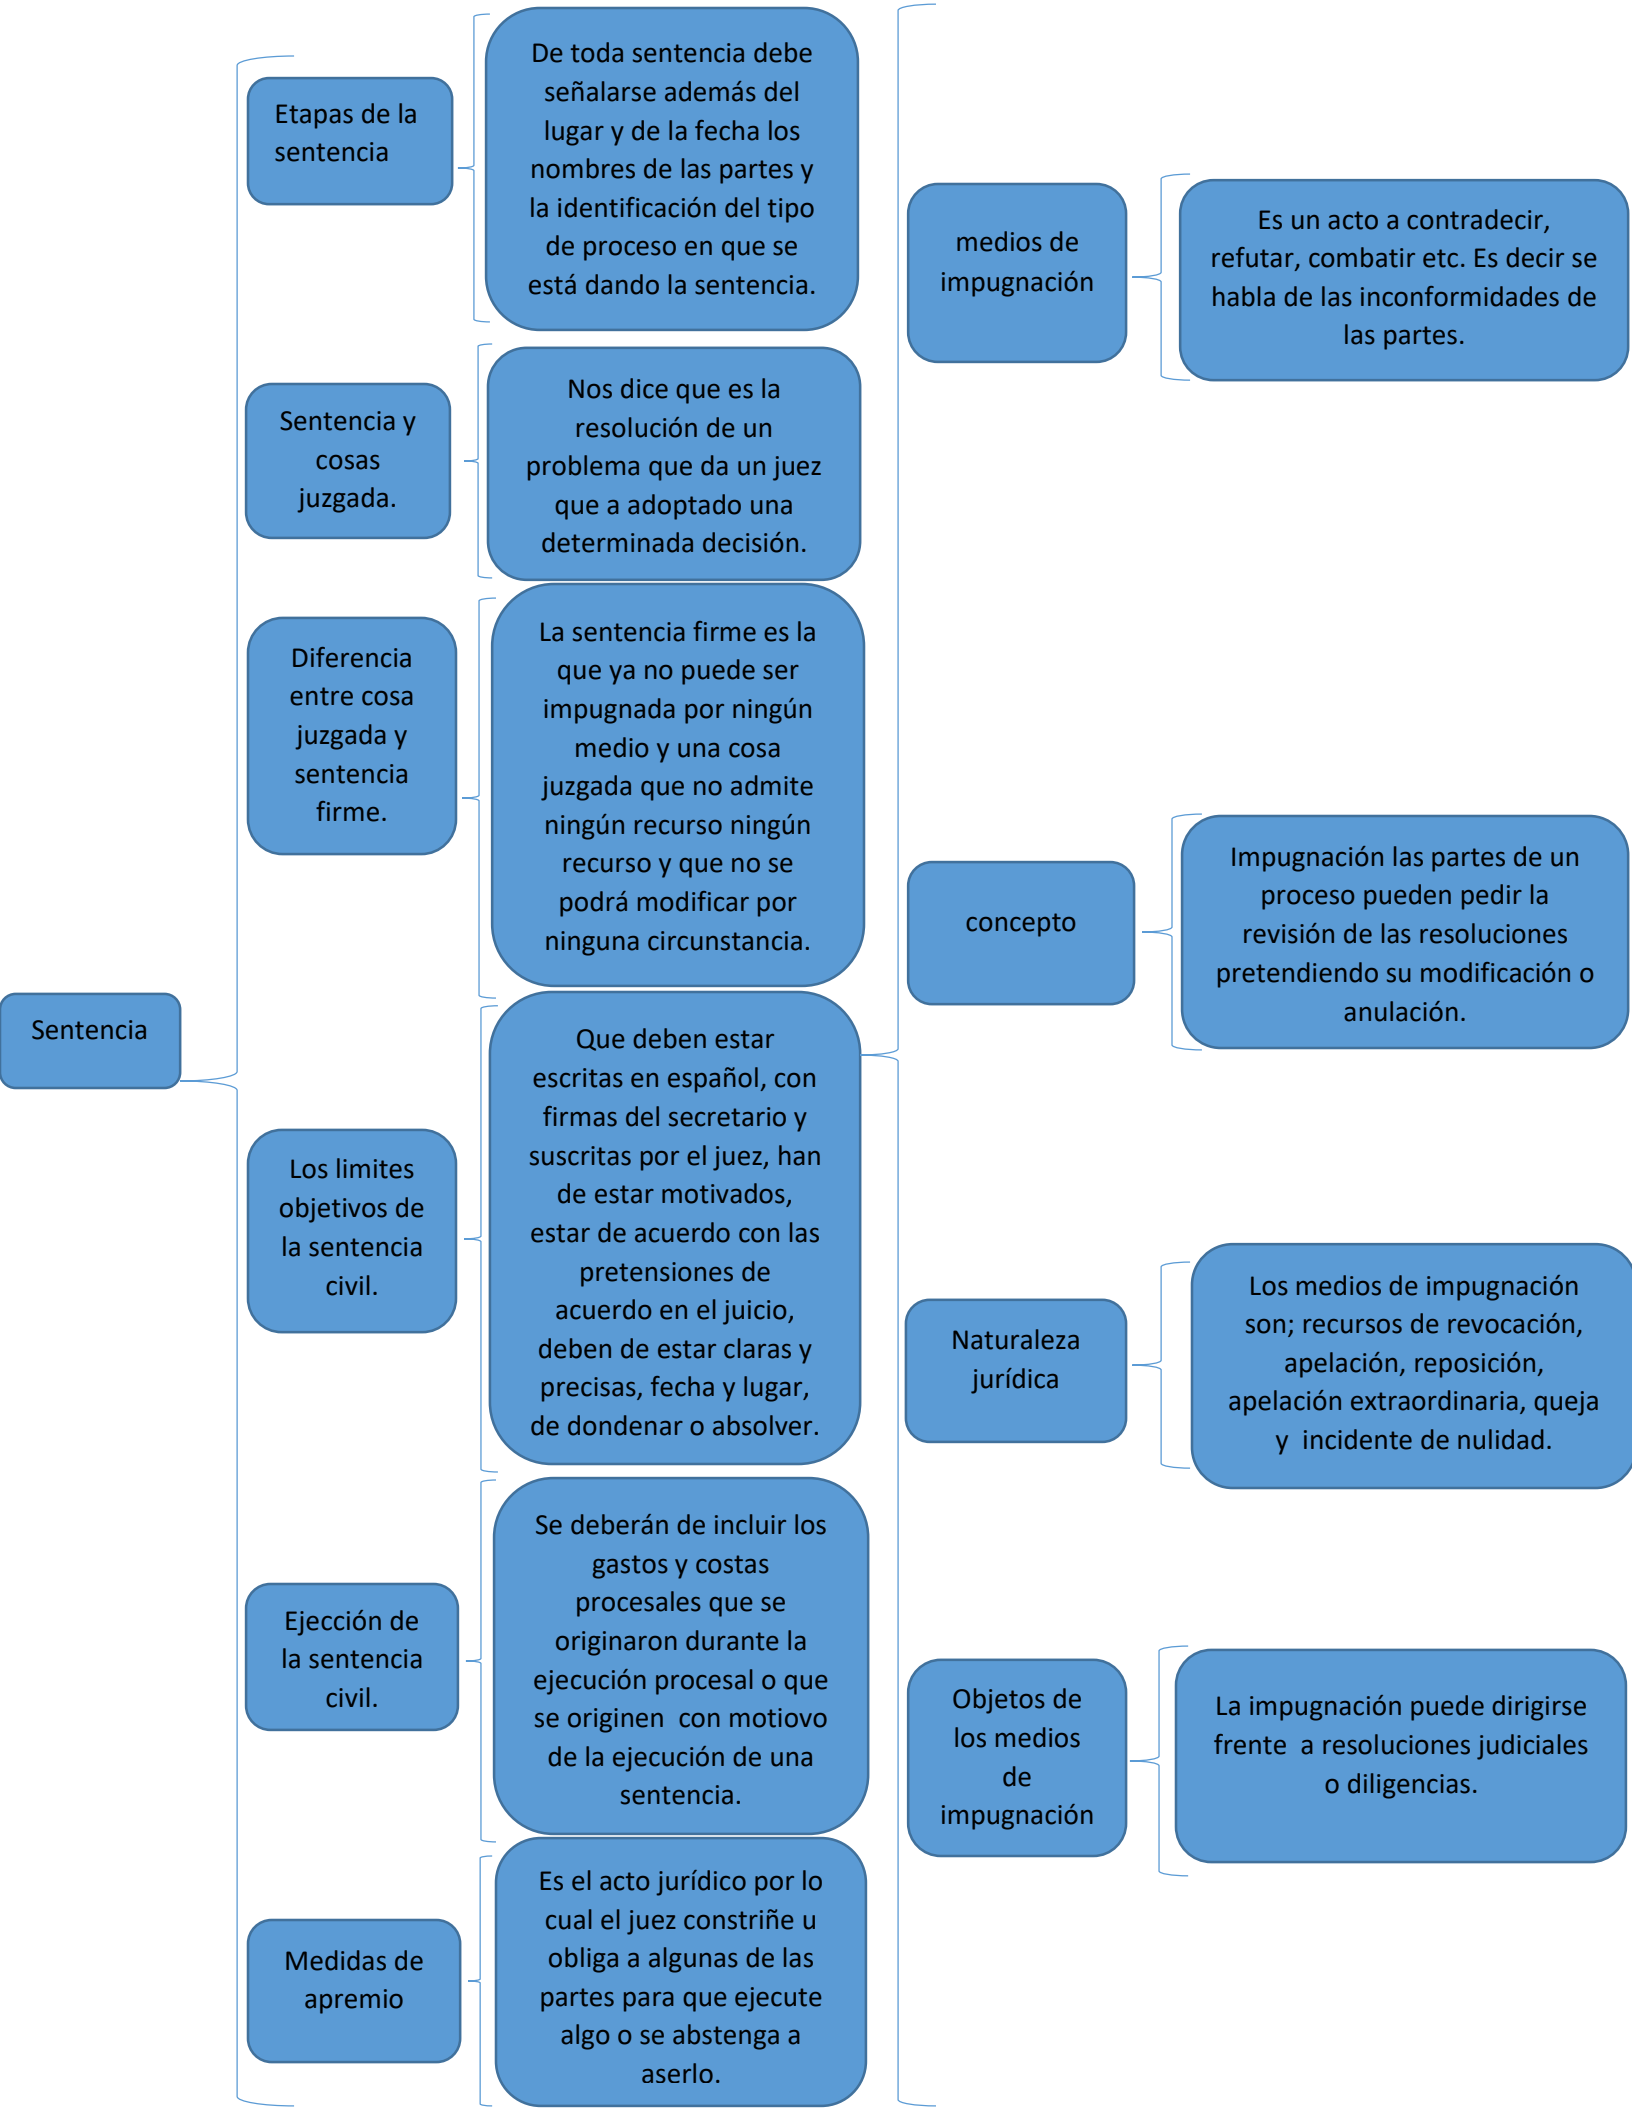 Sentencia
Etapas de la
sentencia
De toda sentencia debe
señalarse además del
lugar y de la fecha los
nombres de las partes y
la identificación del tipo
de proceso en que se
está dando la sentencia.
Sentencia y
cosas
juzgada.
Nos dice que es la
resolución de un
problema que da un juez
que a adoptado una
determinada decisión.
Diferencia
entre cosa
juzgada y
sentencia
firme.
La sentencia firme es la
que ya no puede ser
impugnada por ningún
medio y una cosa
juzgada que no admite
ningún recurso ningún
recurso y que no se
podrá modificar por
ninguna circunstancia.
Los limites
objetivos de
la sentencia
civil.
Que deben estar
escritas en español, con
firmas del secretario y
suscritas por el juez, han
de estar motivados,
estar de acuerdo con las
pretensiones de
acuerdo en el juicio,
deben de estar claras y
precisas, fecha y lugar,
de dondenar o absolver.
Ejección de
la sentencia
civil.
Se deberán de incluir los
gastos y costas
procesales que se
originaron durante la
ejecución procesal o que
se originen  con motiovo
de la ejecución de una
sentencia.
Medidas de
apremio
Es el acto jurídico por lo
cual el juez constriñe u
obliga a algunas de las
partes para que ejecute
algo o se abstenga a
aserlo.
medios de
impugnación
Es un acto a contradecir,
refutar, combatir etc. Es decir se
habla de las inconformidades de
las partes.
concepto
Impugnación las partes de un
proceso pueden pedir la
revisión de las resoluciones
pretendiendo su modificación o
anulación.
Naturaleza
jurídica
Los medios de impugnación
son; recursos de revocación,
apelación, reposición,
apelación extraordinaria, queja
y  incidente de nulidad.
Objetos de
los medios
de
impugnación
La impugnación puede dirigirse
frente  a resoluciones judiciales
o diligencias.